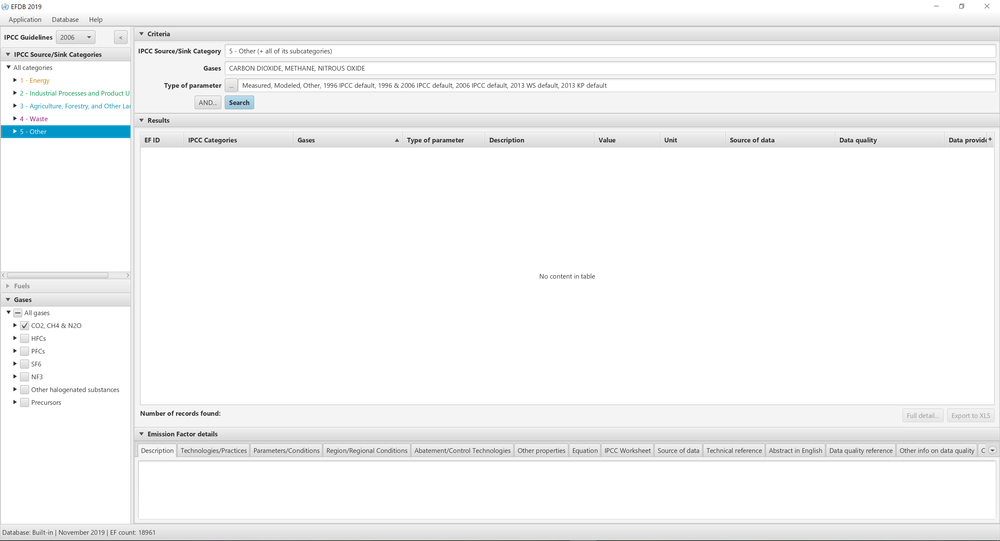 EFDB 2019
Application Database Help
IPCC Guidelines 2006 <
IPCC Source/Sink Categories
All categories
1 - Energy
2 - Industrial Processes and Product U
3 - Agriculture, Forestry, and Other Lar
4 - Waste
5 - Other
Fuels
Gases
All gases
CO2, CH4 & N2O
HFCs
PFCs
SF6
NF3
Other halogenated substances
Precursors
Criteria
IPCC Source/Sink Category 5 - Other (+ all of its subcategories)
Gases CARBON DIOXIDE, METHANE, NITROUS OXIDE
Type of parameter ... Measured, Modeled, Other, 1996 IPCC default, 1996 & 2006 IPCC default, 2006 IPCC default, 2013 WS default, 2013 KP default
AND... Search
Results
EF ID IPCC Categories Gases Type of parameter Description Value Unit Source of data Data quality Data provide +
No content in table
Number of records found:
Full detail... Export to XLS
Emission Factor details
Description Technologies/Practices Parameters/Conditions Region/Regional Conditions Abatement/Control Technologies Other properties Equation IPCC Worksheet Source of data Technical reference Abstract in English Data quality reference Other info on data quality C
Database: Built-in | November 2019 | EF count: 18961